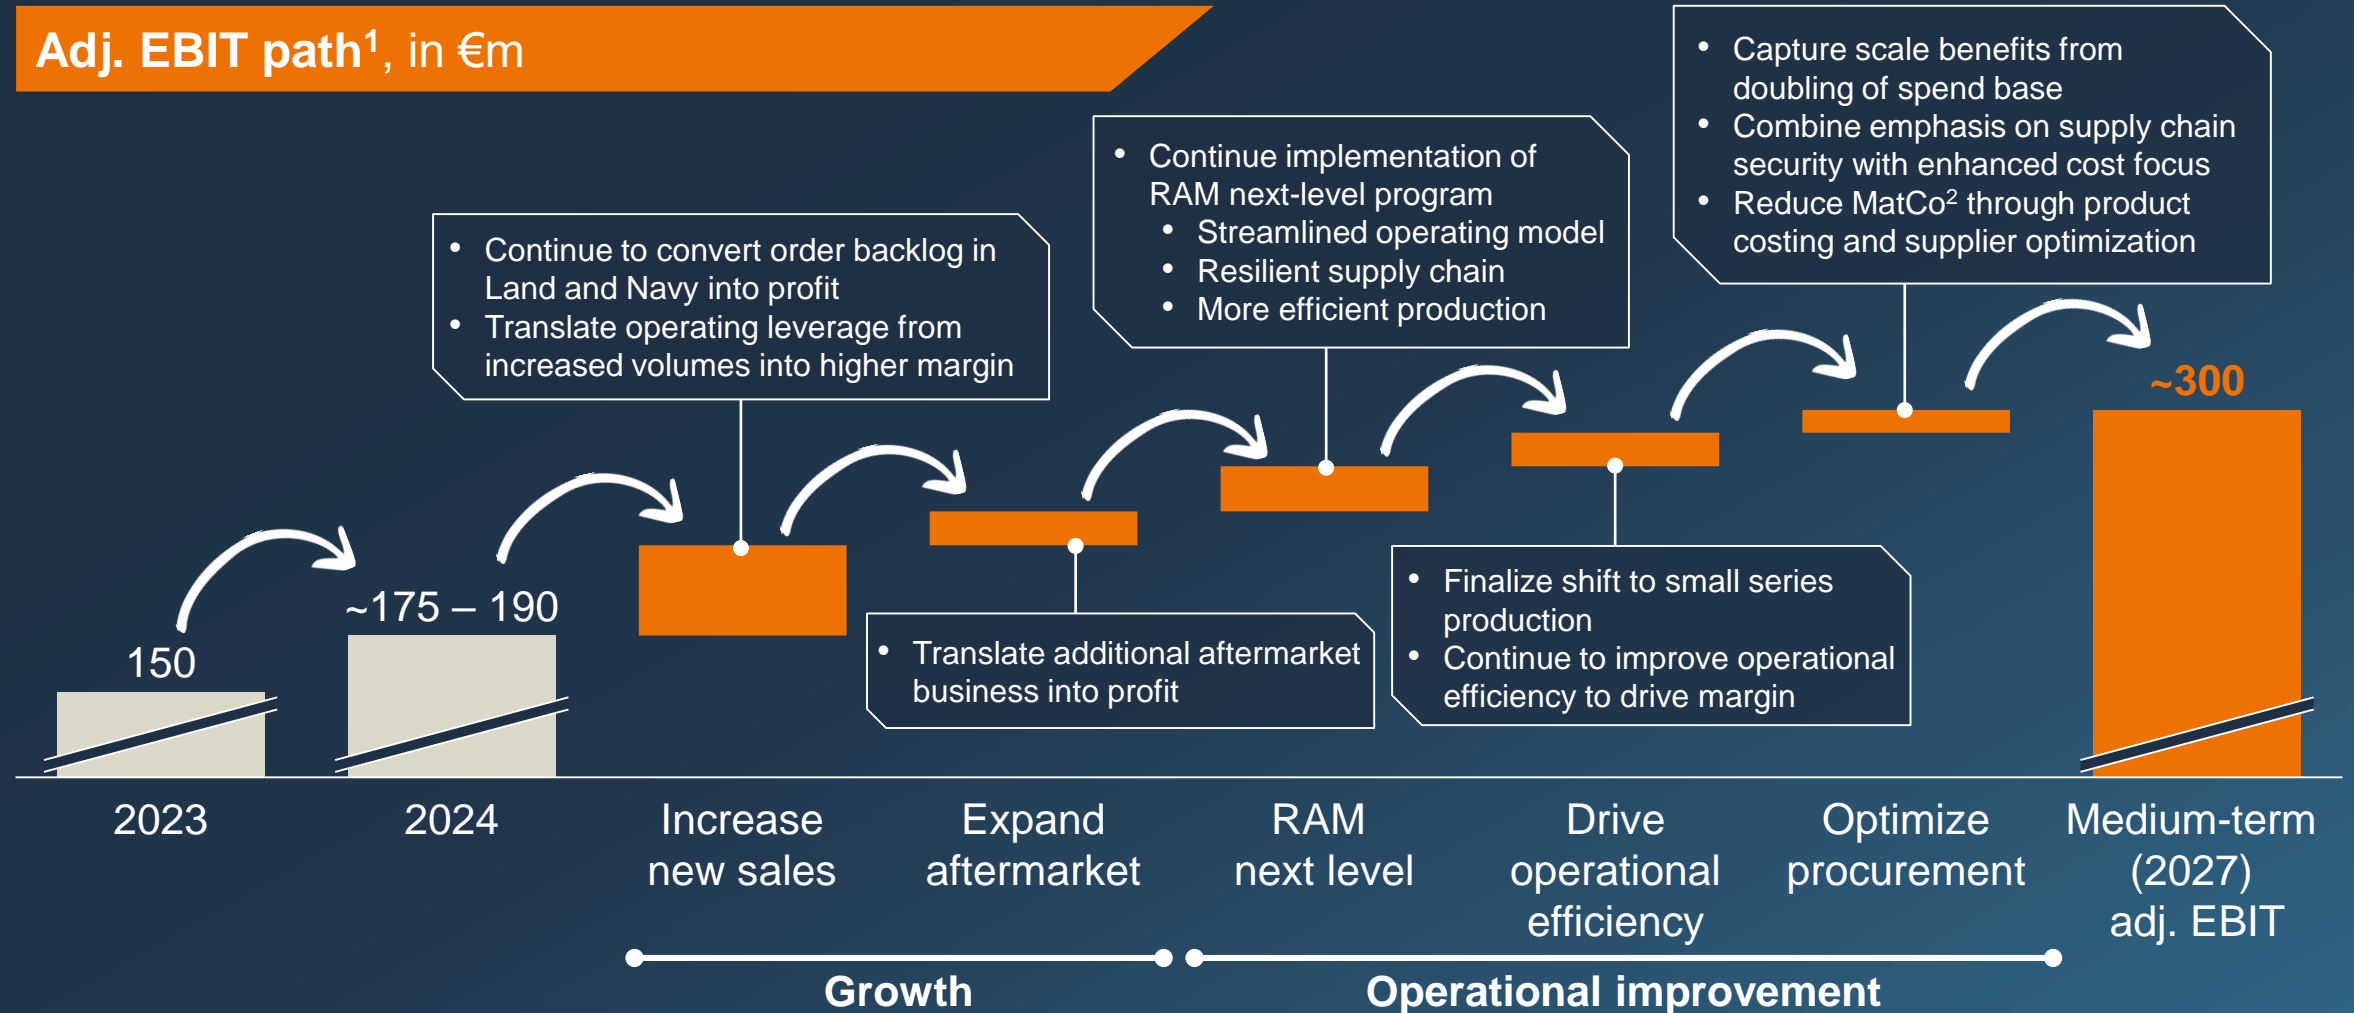 Adj. EBIT path¹, in €m
• Capture scale benefits from
doubling of spend base
• Combine emphasis on supply chain
security with enhanced cost focus
• Reduce MatCo² through product
costing and supplier optimization
• Continue implementation of
RAM next-level program
• Streamlined operating model
• Resilient supply chain
• More efficient production
• Continue to convert order backlog in
Land and Navy into profit
• Translate operating leverage from
increased volumes into higher margin
~300
~175 – 190
150
• Translate additional aftermarket
business into profit
• Finalize shift to small series
production
• Continue to improve operational
efficiency to drive margin
2023
2024
Increase
new sales
Expand
aftermarket
RAM
next level
Drive
operational
efficiency
Optimize
procurement
Medium-term
(2027)
adj. EBIT
Growth
Operational improvement